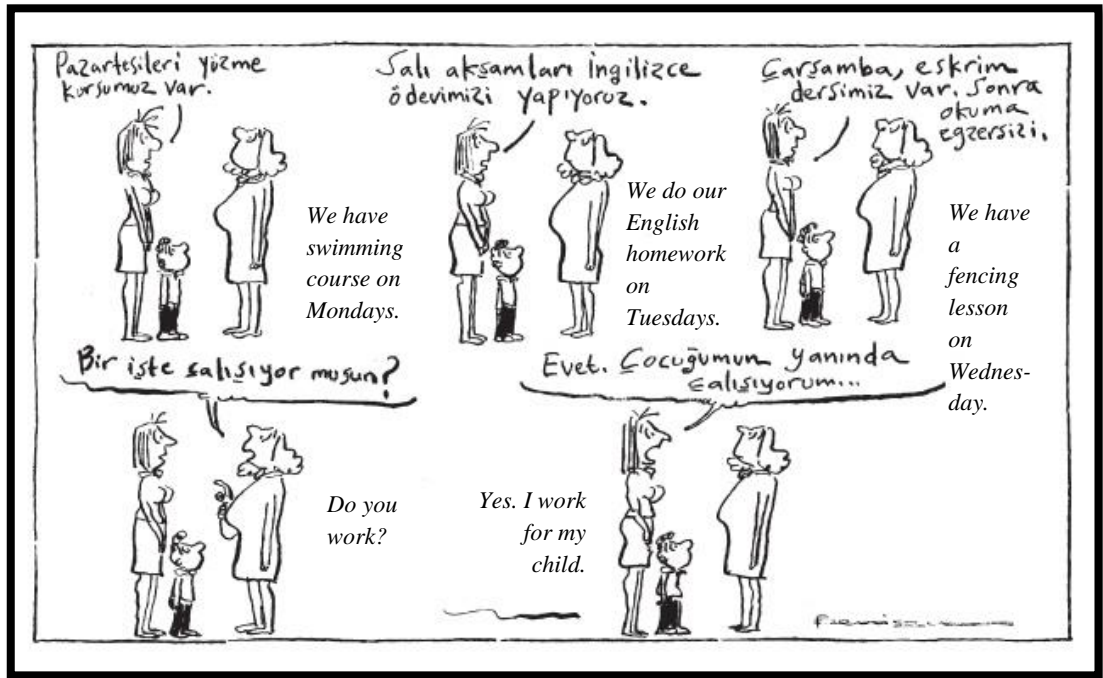 Pazartesileri yüzme
kursumuz var.
Salı akşamları İngilizce
ödevimizi yapıyoruz.
Çarşamba, eskrim
dersimiz var. Sonra
okuma
egzersizi.
We have
swimming
course on
Mondays.
We do our
English
homework
on
Tuesdays.
We have
a
fencing
lesson
on
Wednes-
day.
Bir işte çalışıyor musun?
Evet. Çocuğumun yanında
çalışıyorum...
Do you
work?
Yes. I work
for my
child.